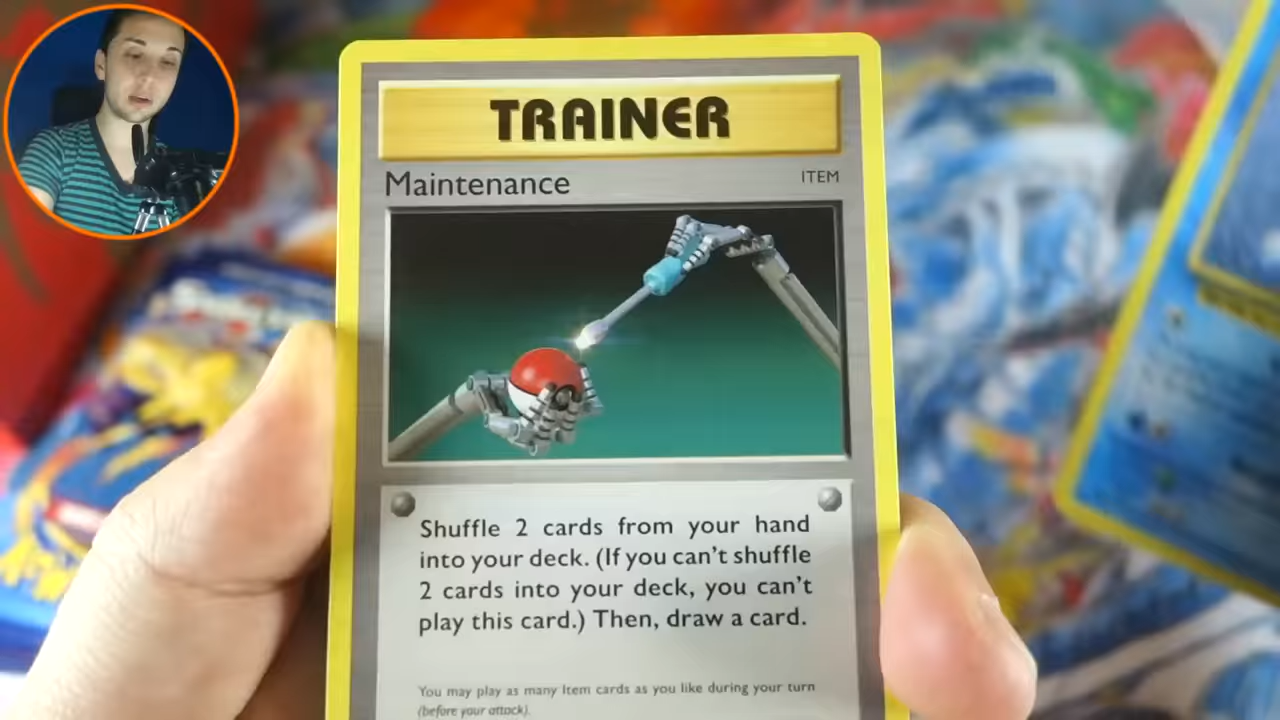 TRAINER
Maintenance
ITEM
Shuffle 2 cards from your hand
into your deck. (If you can't shuffle
2 cards into your deck, you can't
play this card.) Then, draw a card.
You may play as many Item cards as you like during your turn
(before your attack).